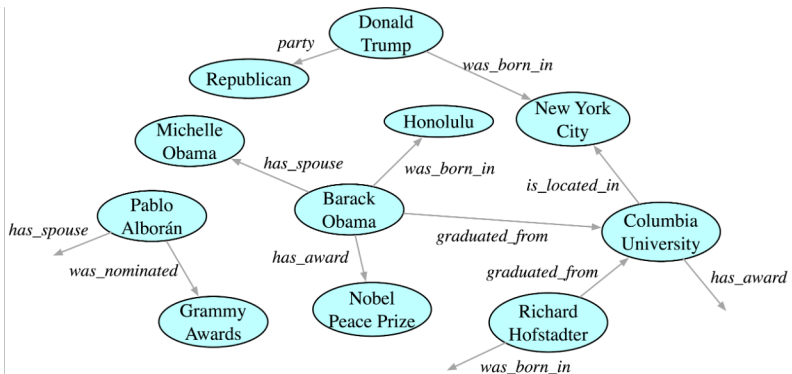 Donald
Trump
party
was_born_in
Republican
New York
City
Honolulu
Michelle
Obama
has_spouse
was_born_in
is_located_in
Pablo
Alborán
Barack
Obama
Columbia
University
has_spouse
graduated_from
was_nominated
has_award
graduated_from
has_award
Grammy
Awards
Nobel
Peace Prize
Richard
Hofstadter
was_born_in